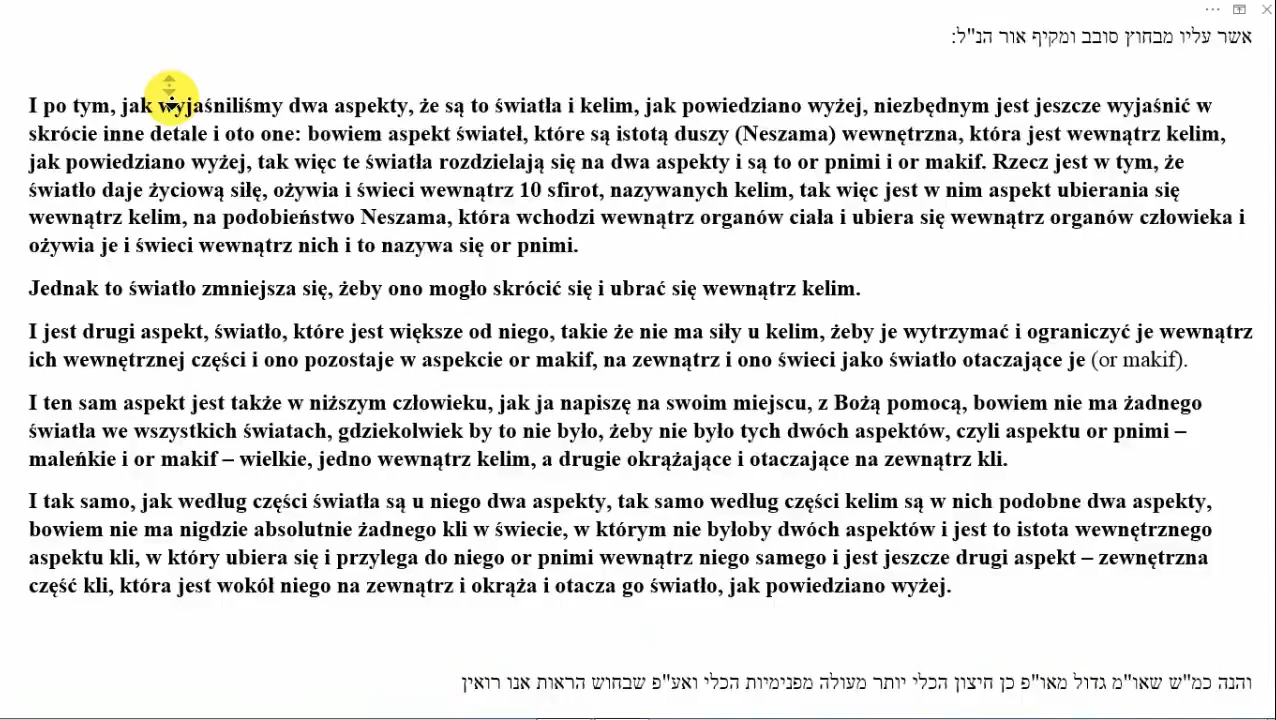 אשר עליו מבחוץ סובב ומקיף אור הנ"ל:
I po tym, jak wyjaśniliśmy dwa aspekty, że są to światła i kelim, jak powiedziano wyżej, niezbędnym jest jeszcze wyjaśnić w
skrócie inne detale i oto one: bowiem aspekt świateł, które są istotą duszy (Neszama) wewnętrzna, która jest wewnątrz kelim,
jak powiedziano wyżej, tak więc te światła rozdzielają się na dwa aspekty i są to or pnimi i or makif. Rzecz jest w tym, że
światło daje życiową siłę, ożywia i świeci wewnątrz 10 sfirot, nazywanych kelim, tak więc jest w nim aspekt ubierania się
wewnątrz kelim, na podobieństwo Neszama, która wchodzi wewnątrz organów ciała i ubiera się wewnątrz organów człowieka i
ożywia je i świeci wewnątrz nich i to nazywa się or pnimi.
Jednak to światło zmniejsza się, żeby ono mogło skrócić się i ubrać się wewnątrz kelim.
I jest drugi aspekt, światło, które jest większe od niego, takie że nie ma siły u kelim, żeby je wytrzymać i ograniczyć je wewnątrz
ich wewnętrznej części i ono pozostaje w aspekcie or makif, na zewnątrz i ono świeci jako światło otaczające je (or makif).
I ten sam aspekt jest także w niższym człowieku, jak ja napiszę na swoim miejscu, z Bożą pomocą, bowiem nie ma żadnego
światła we wszystkich światach, gdziekolwiek by to nie było, żeby nie było tych dwóch aspektów, czyli aspektu or pnimi –
maleńkie i or makif – wielkie, jedno wewnątrz kelim, a drugie okrążające i otaczające na zewnątrz kli.
I tak samo, jak według części światła są u niego dwa aspekty, tak samo według części kelim są w nich podobne dwa aspekty,
bowiem nie ma nigdzie absolutnie żadnego kli w świecie, w którym nie byłoby dwóch aspektów i jest to istota wewnętrznego
aspektu kli, w który ubiera się i przylega do niego or pnimi wewnątrz niego samego i jest jeszcze drugi aspekt – zewnętrzna
część kli, która jest wokół niego na zewnątrz i okrąża i otacza go światło, jak powiedziano wyżej.
והנה כמ"ש שאו"מ גדול מאו"פ כן חיצון הכלי יותר מעולה מפנימיות הכלי ואע"פ שבחוש הראות אנו רואין